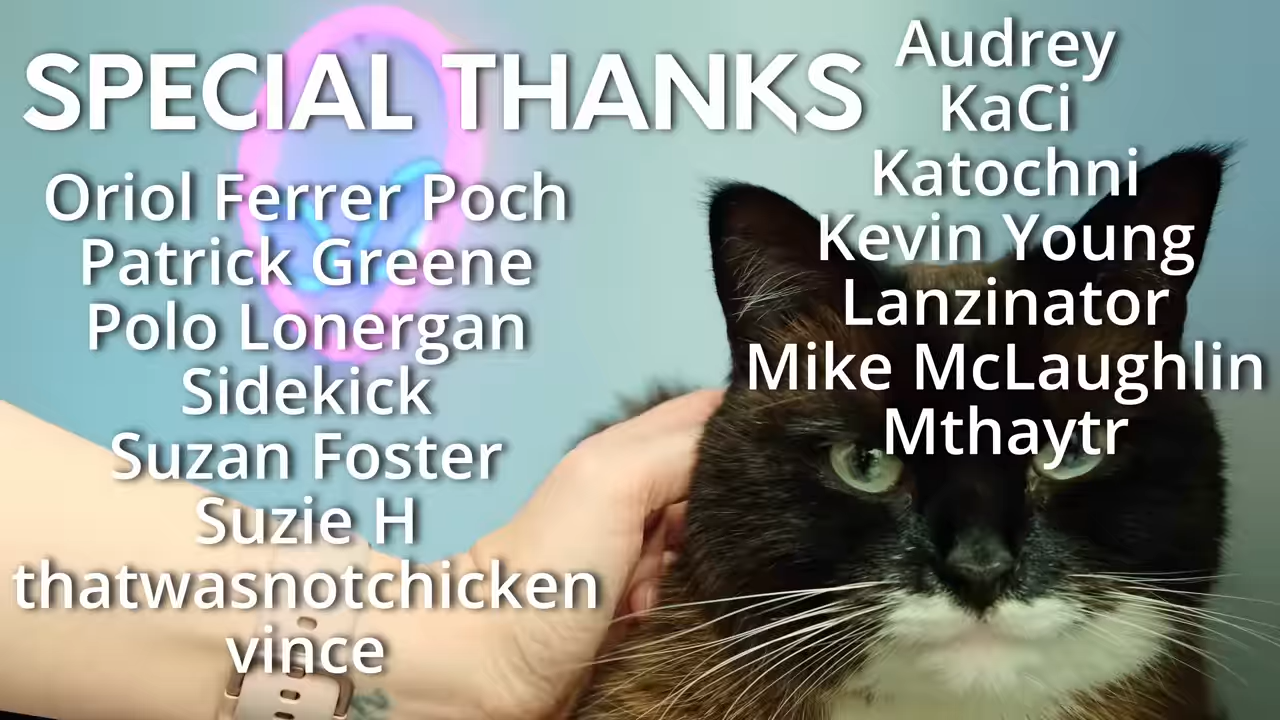 SPECIAL THANKS
Oriol Ferrer Poch
Patrick Greene
Polo Lonergan
Sidekick
Suzan Foster
Suzie H
thatwasnotchicken
vince
Audrey
KaCi
Katochni
Kevin Young
Lanzinator
Mike McLaughlin
Mthaytr